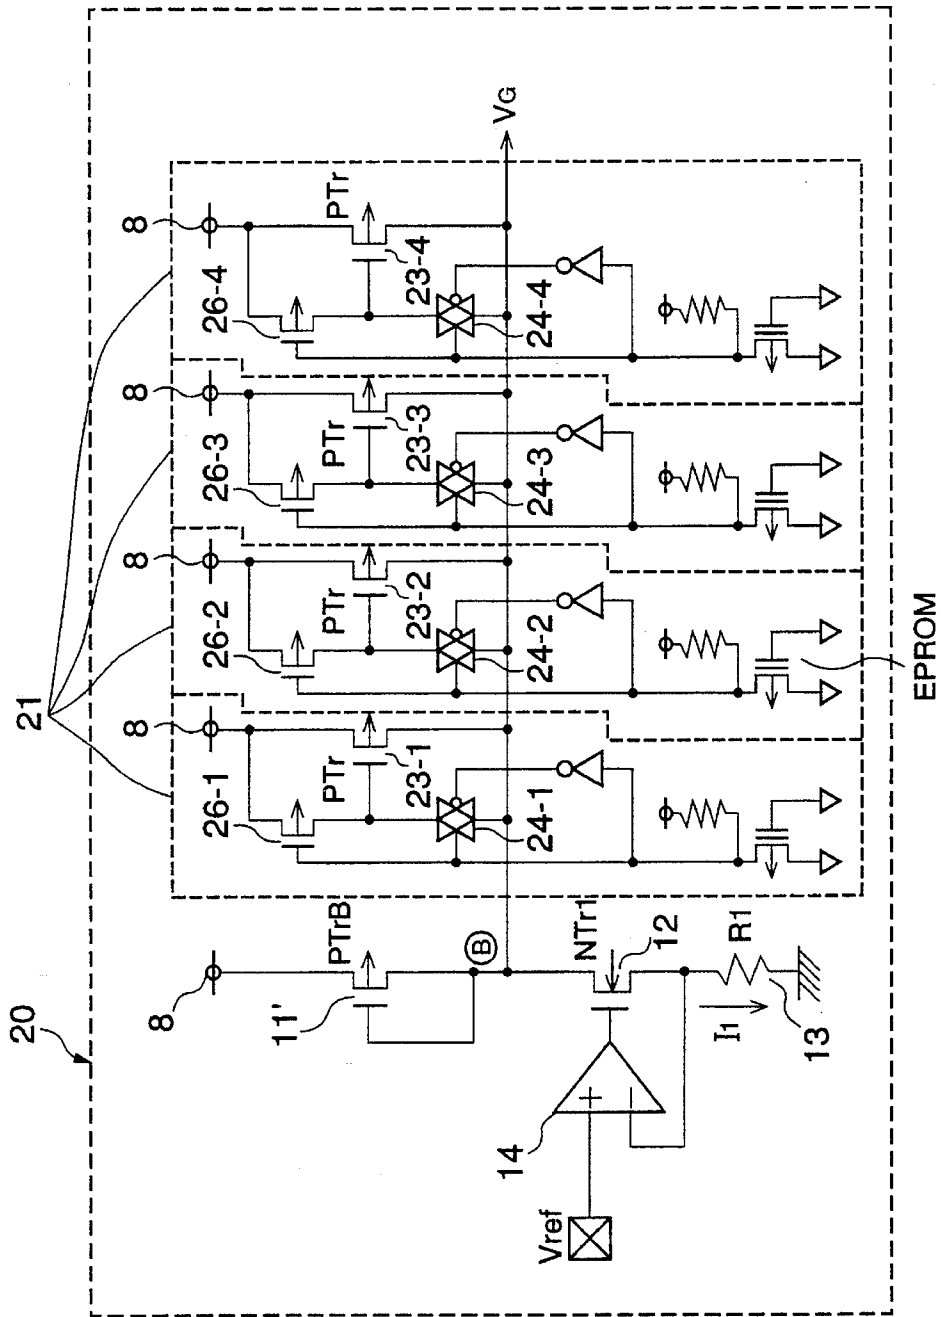 20
21
8
8
8
8
8
26-1
26-2
26-3
26-4
PTrB
PTr
PTr
PTr
PTr
11'
23-1
23-2
23-3
23-4
B
VG
24-1
24-2
24-3
24-4
NTr1
12
14
+
−
Vref
I1
R1
13
EPROM